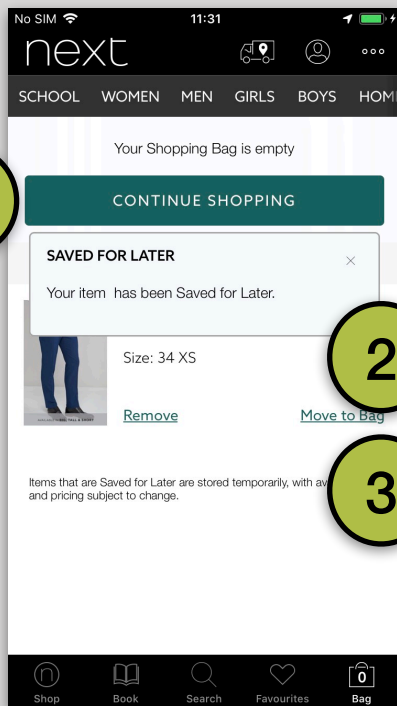 No SIM 11:31
next
SCHOOL WOMEN MEN GIRLS BOYS HOM
Your Shopping Bag is empty
CONTINUE SHOPPING
SAVED FOR LATER
Your item has been Saved for Later.
2
Size: 34 XS
Remove Move to Bag
3
Items that are Saved for Later are stored temporarily, with av
and pricing subject to change.
n 0
Shop Book Search Favourites Bag